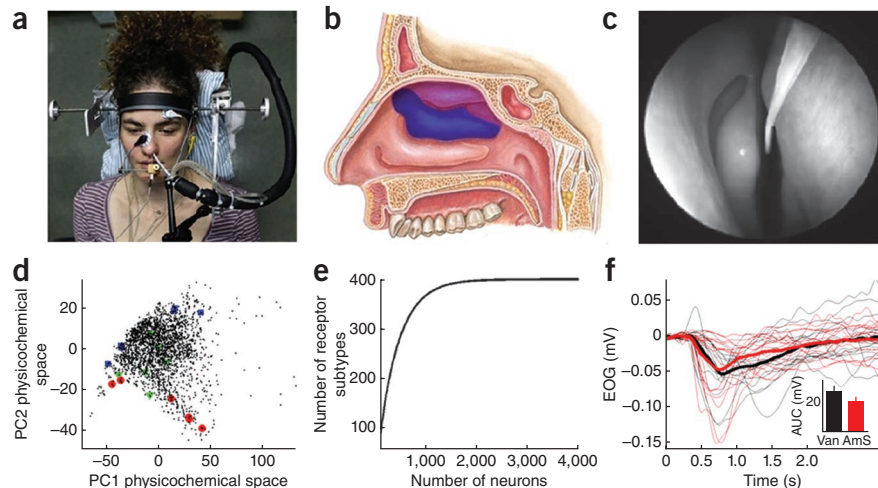 a
b
c
d
PC2 physicochemical
space
20
0
−20
−40
−50
0
50
100
PC1 physicochemical space
e
Number of receptor
subtypes
400
300
200
100
1,000
2,000
3,000
4,000
Number of neurons
f
EOG (mV)
0.05
0
−0.05
−0.10
−0.15
0
0.5
1.0
1.5
2.0
2.5
Time (s)
AUC (mV)
20
Van AmS